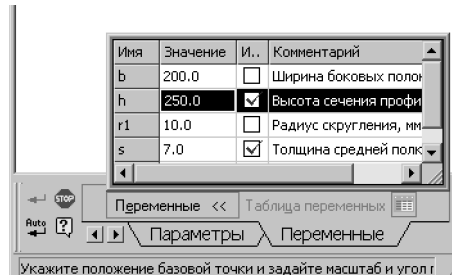 Имя Значение И.. Комментарий
b 200.0 Ширина боковых полок
h 250.0 Высота сечения профи
r1 10.0 Радиус скругления, мм
s 7.0 Толщина средней полк
STOP
Переменные << Таблица переменных
Auto
Параметры Переменные
Укажите положение базовой точки и задайте масштаб и угол г